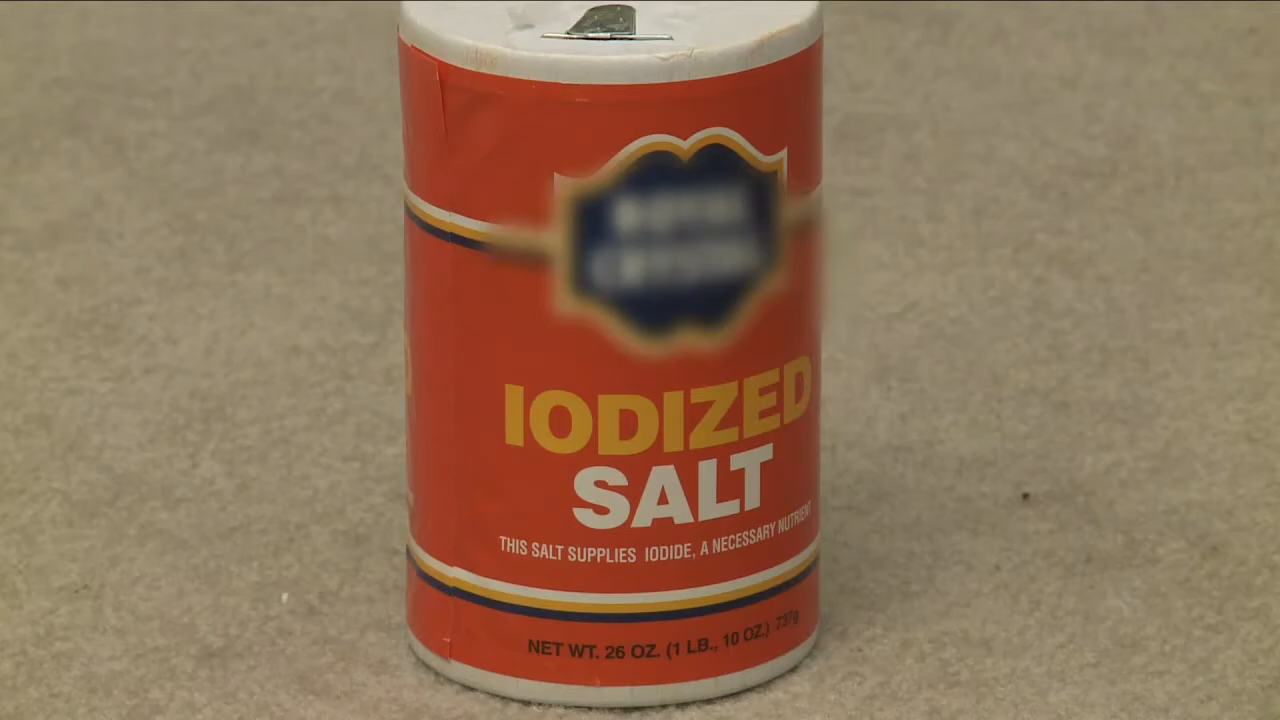 IODIZED
SALT
THIS SALT SUPPLIES IODIDE, A NECESSARY NUTRIENT
NET WT. 26 OZ. (1 LB., 10 OZ.) 737g